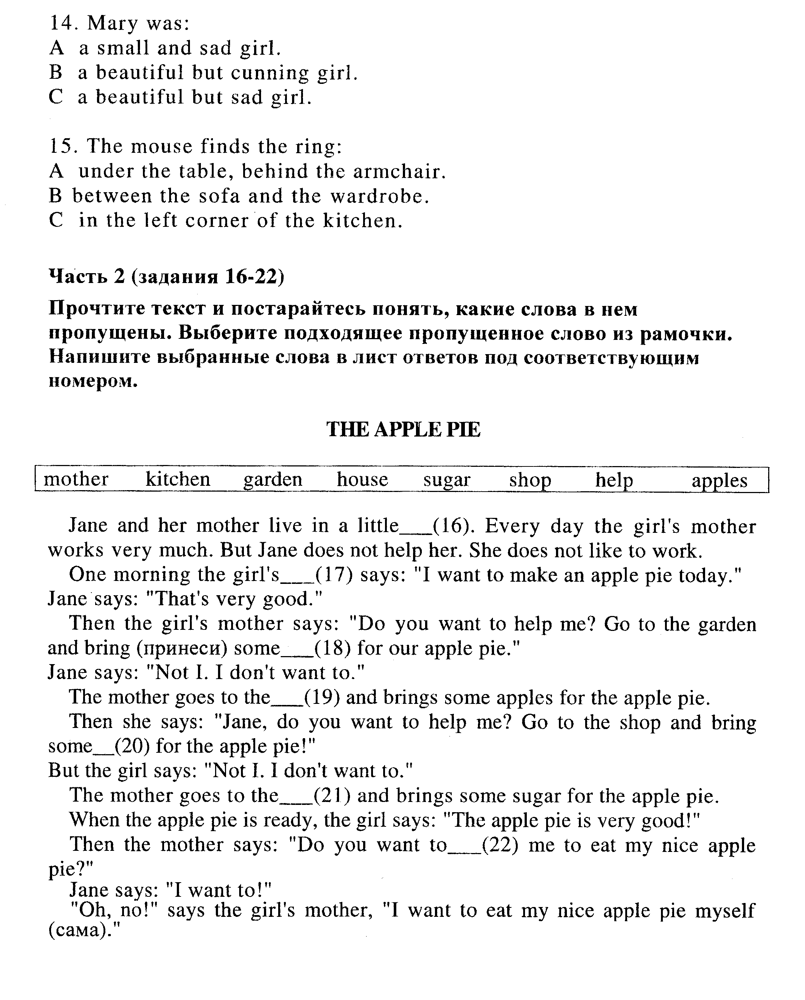 14. Mary was:
A a small and sad girl.
B a beautiful but cunning girl.
C a beautiful but sad girl.
15. The mouse finds the ring:
A under the table, behind the armchair.
B between the sofa and the wardrobe.
C in the left corner of the kitchen.
Часть 2 (задания 16-22)
Прочтите текст и постарайтесь понять, какие слова в нем
пропущены. Выберите подходящее пропущенное слово из рамочки.
Напишите выбранные слова в лист ответов под соответствующим
номером.
THE APPLE PIE
mother kitchen garden house sugar shop help apples
Jane and her mother live in a little___(16). Every day the girl's mother
works very much. But Jane does not help her. She does not like to work.
One morning the girl's___(17) says: "I want to make an apple pie today."
Jane says: "That's very good."
Then the girl's mother says: "Do you want to help me? Go to the garden
and bring (принеси) some___(18) for our apple pie."
Jane says: "Not I. I don't want to."
The mother goes to the___(19) and brings some apples for the apple pie.
Then she says: "Jane, do you want to help me? Go to the shop and bring
some__(20) for the apple pie!"
But the girl says: "Not I. I don't want to."
The mother goes to the___(21) and brings some sugar for the apple pie.
When the apple pie is ready, the girl says: "The apple pie is very good!"
Then the mother says: "Do you want to___(22) me to eat my nice apple
pie?"
Jane says: "I want to!"
"Oh, no!" says the girl's mother, "I want to eat my nice apple pie myself
(сама)."